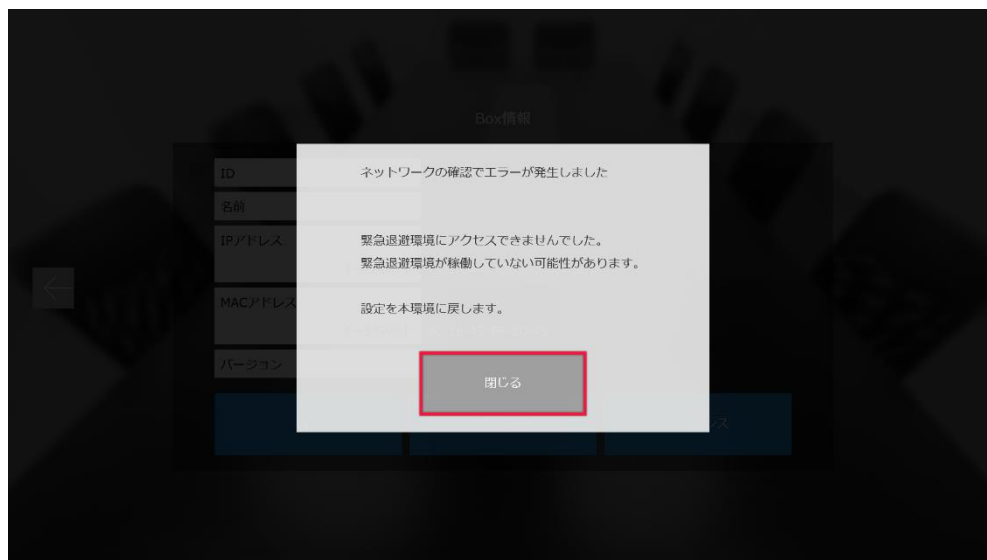 Box情報
ID
名前
IPアドレス
MACアドレス
バージョン
ネットワークの確認でエラーが発生しました
緊急退避環境にアクセスできませんでした。
緊急退避環境が稼働していない可能性があります。
設定を本環境に戻します。
閉じる